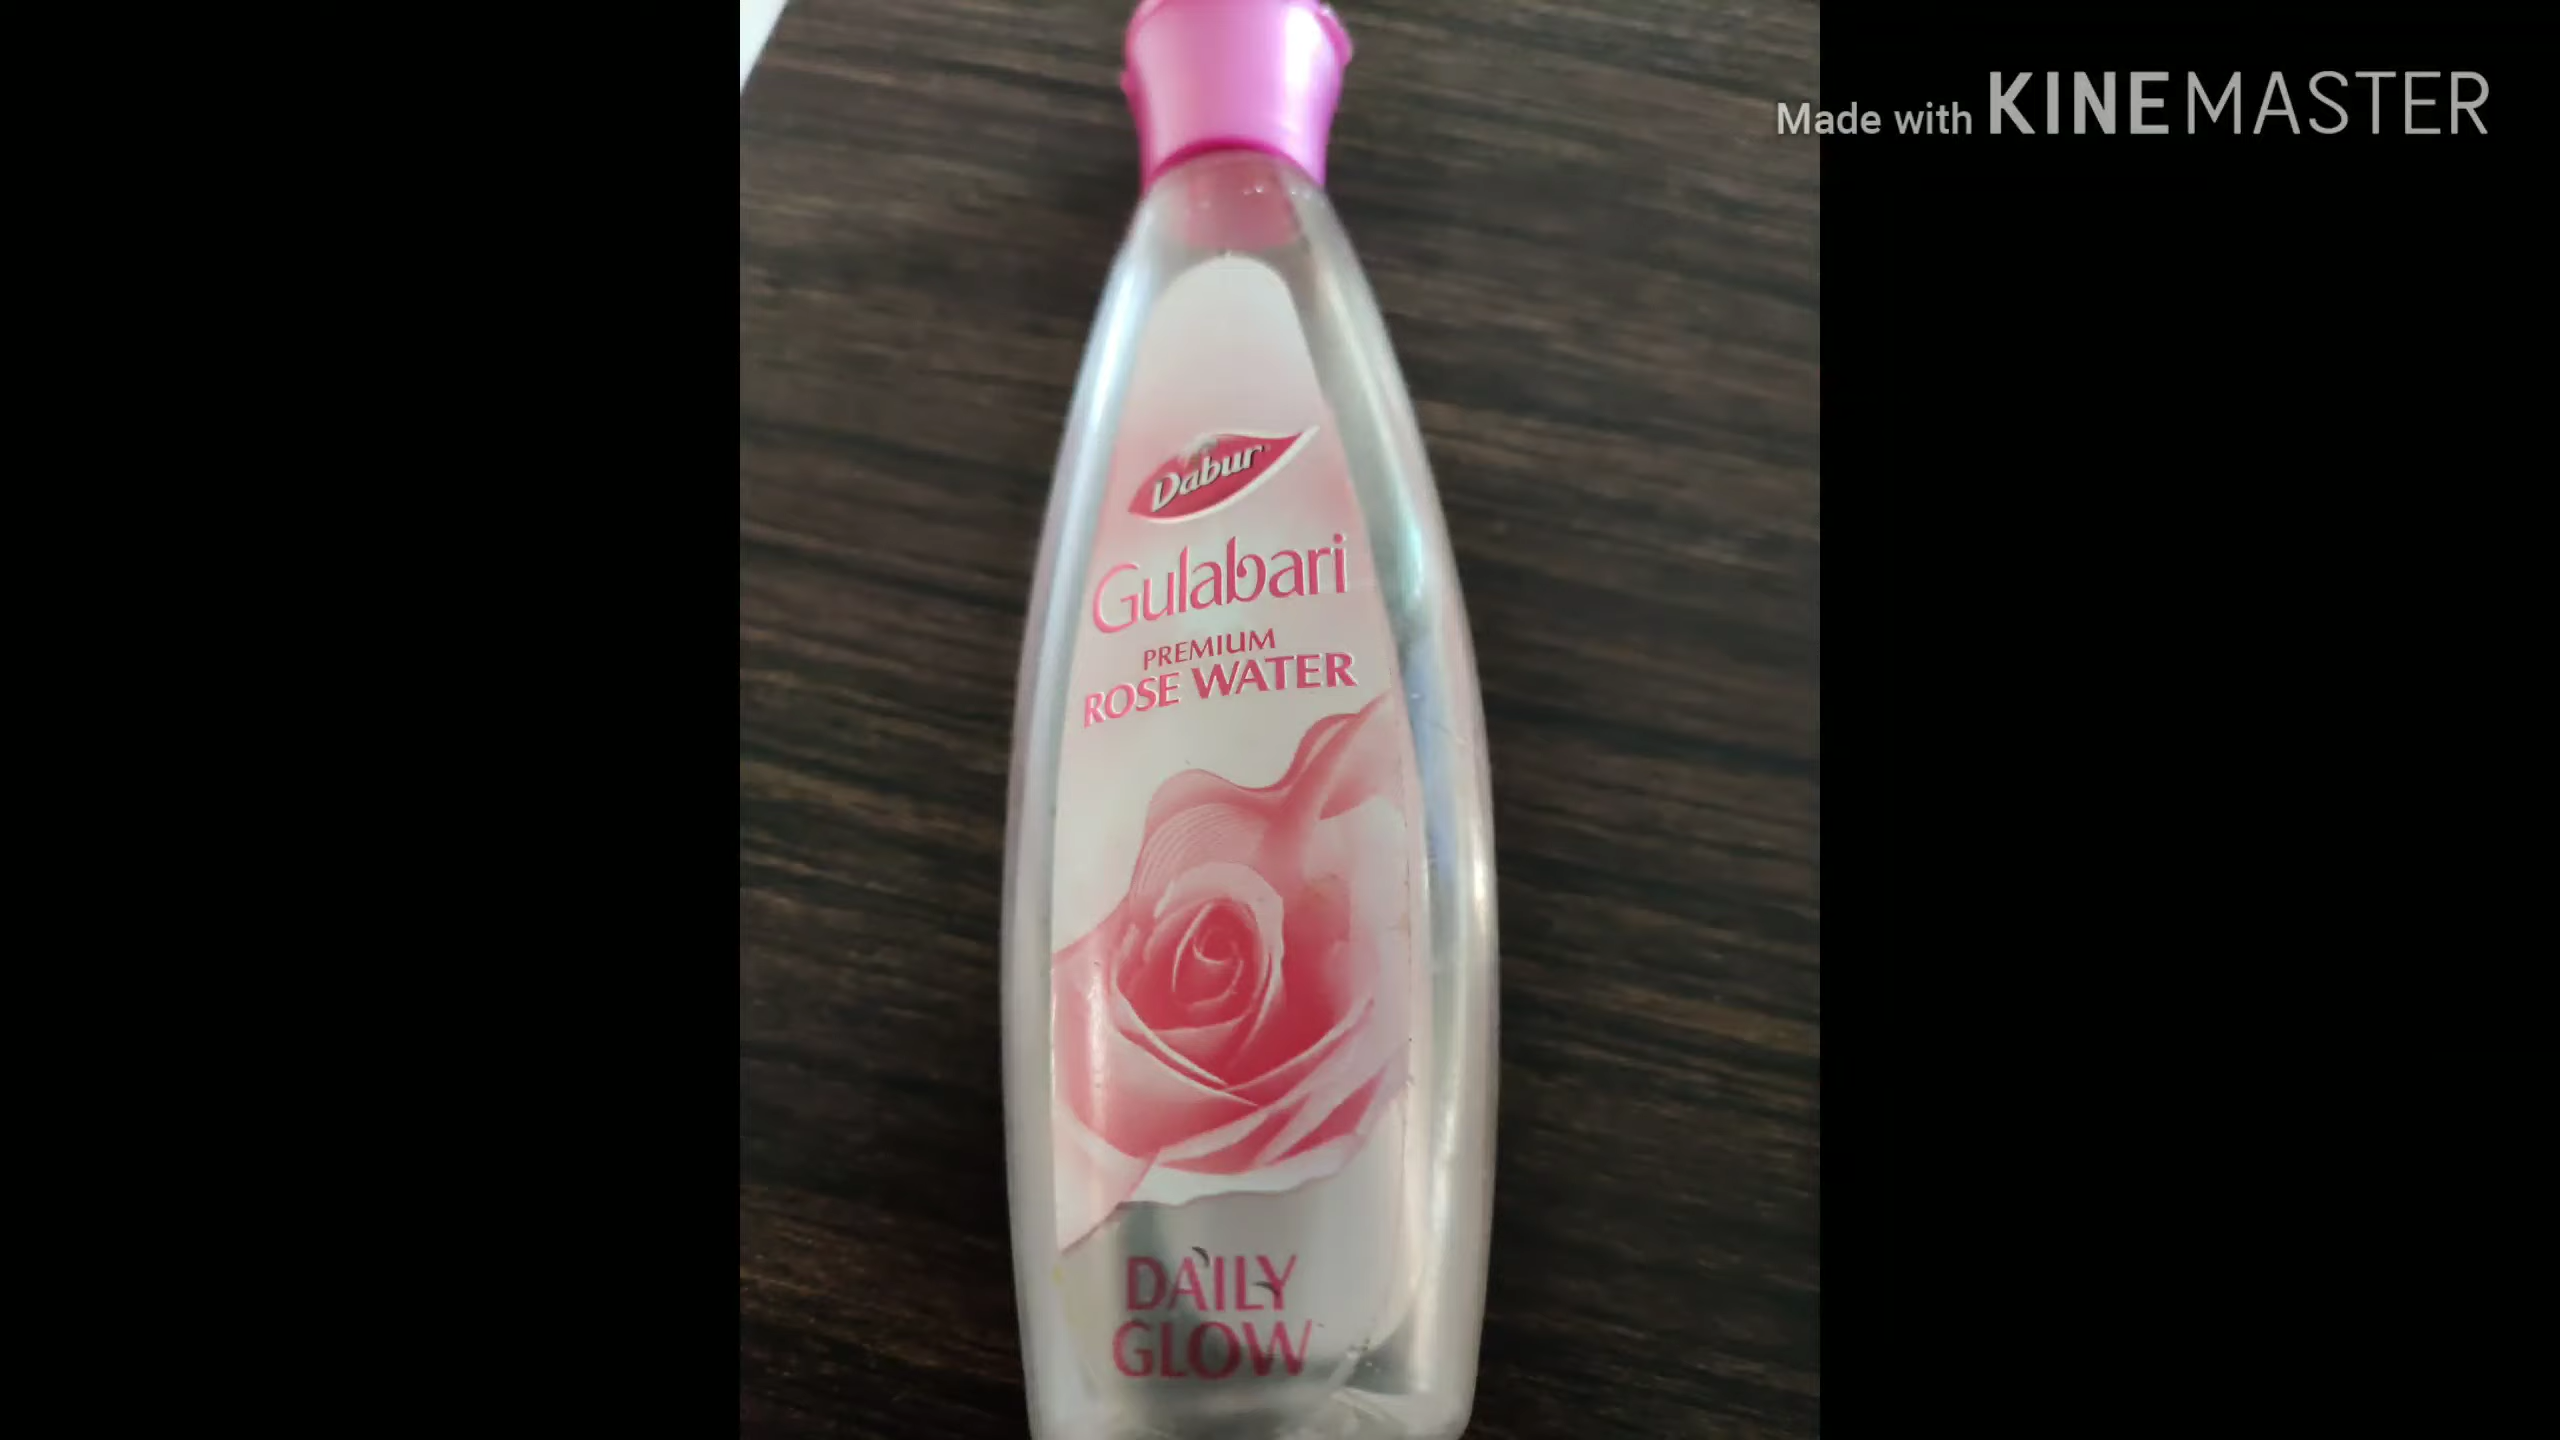 Made with KINEMASTER
Dabur
Gulabari
PREMIUM
ROSE WATER
DAILY
GLOW